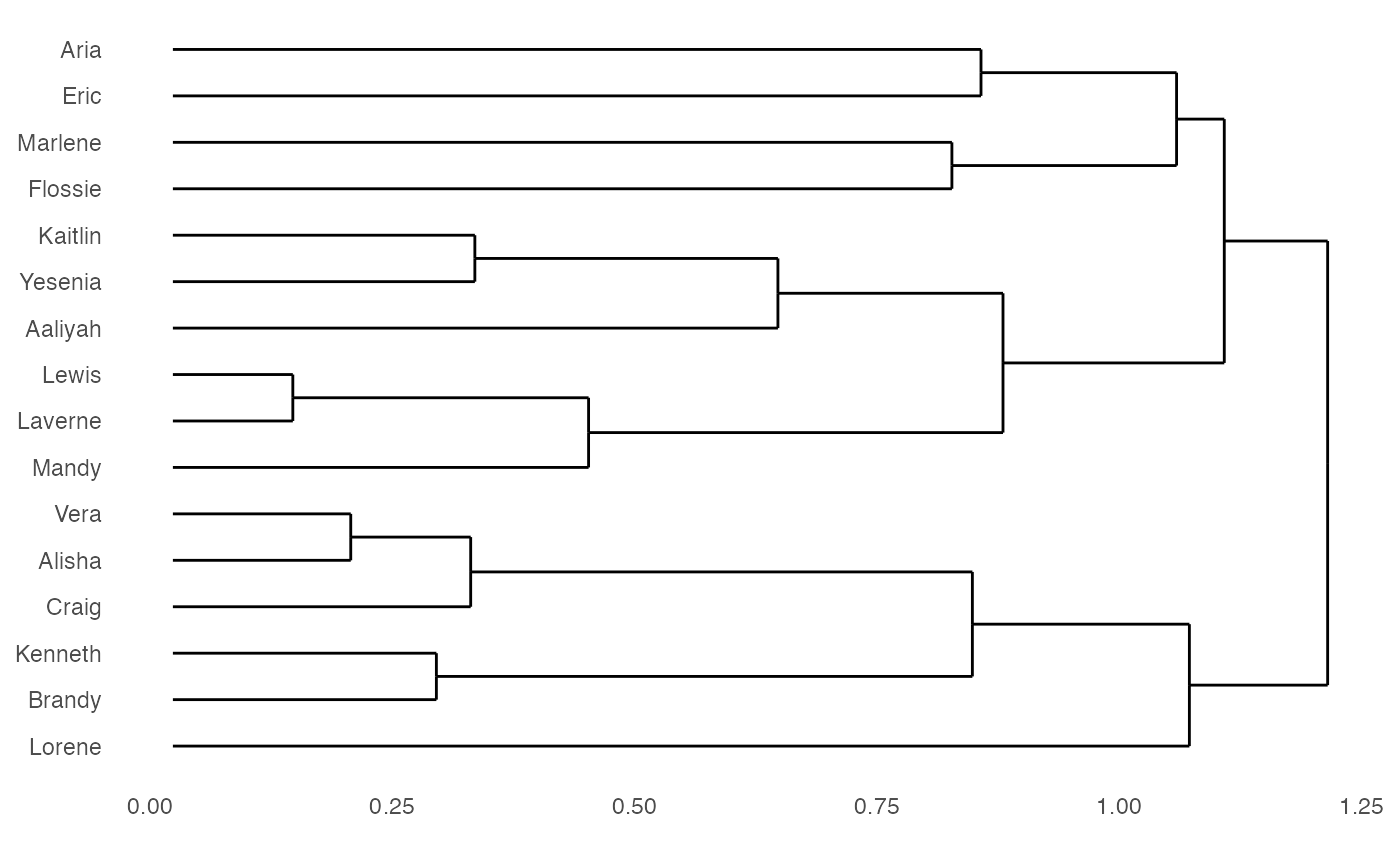 Aria
Eric
Marlene
Flossie
Kaitlin
Yesenia
Aaliyah
Lewis
Laverne
Mandy
Vera
Alisha
Craig
Kenneth
Brandy
Lorene
0.00 0.25 0.50 0.75 1.00 1.25